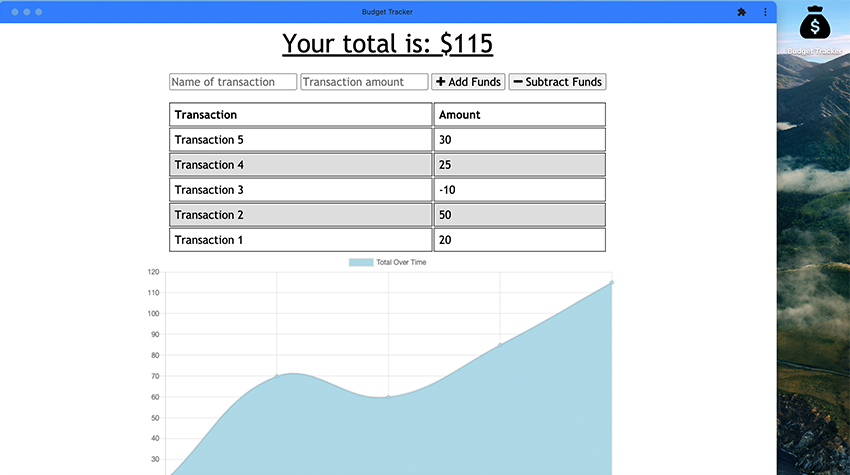 Budget Tracker
Budget Tracker
Your total is: $115
Name of transaction Transaction amount + Add Funds − Subtract Funds
Transaction Amount
Transaction 5 30
Transaction 4 25
Transaction 3 -10
Transaction 2 50
Transaction 1 20
Total Over Time
120
110
100
90
80
70
60
50
40
30